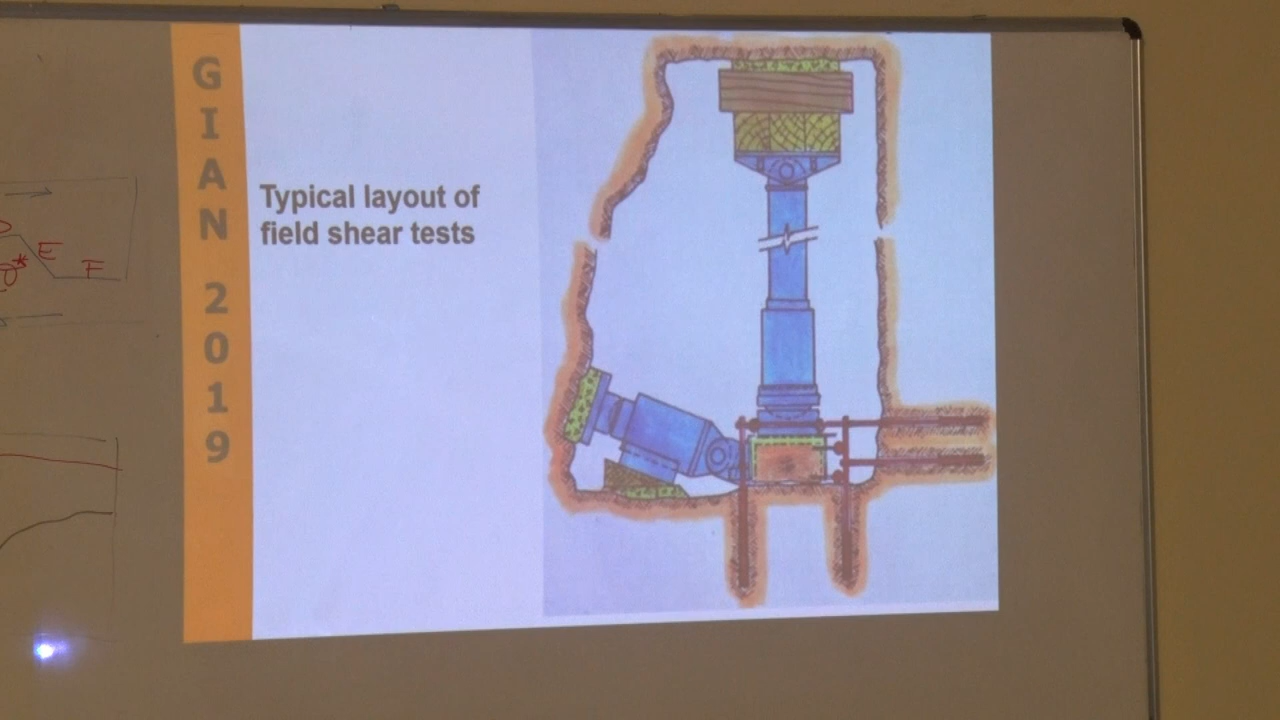 GIAN 2019
Typical layout of
field shear tests
E
F